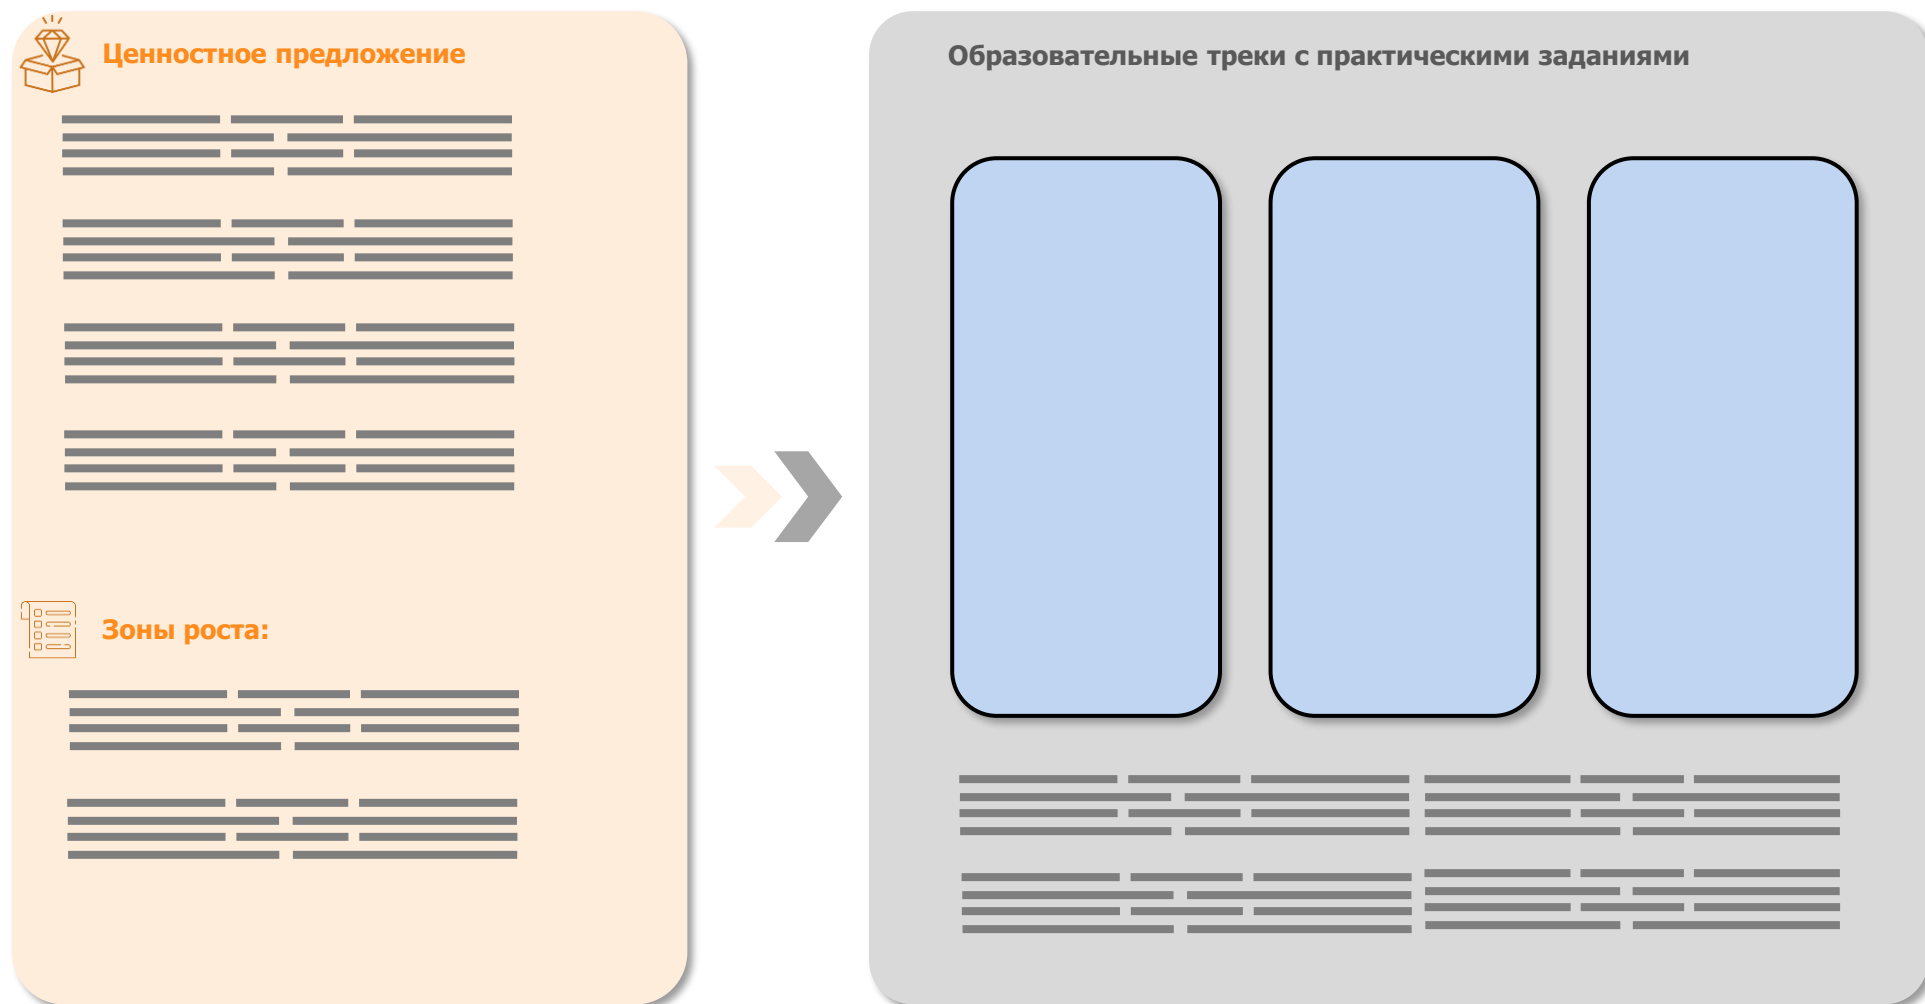 Ценностное предложение
Образовательные треки с практическими заданиями
Зоны роста: